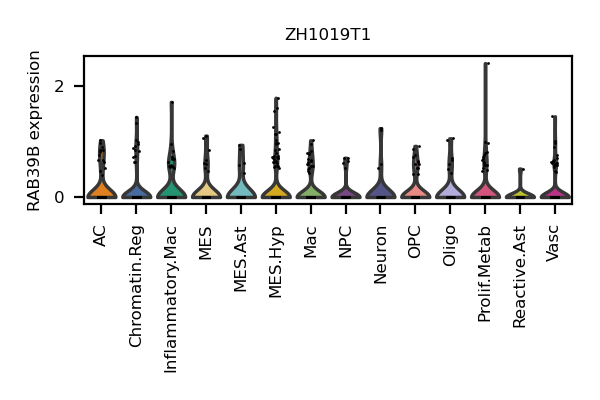 ZH1019T1
RAB39B expression
2
0
AC
Chromatin.Reg
Inflammatory.Mac
MES
MES.Ast
MES.Hyp
Mac
NPC
Neuron
OPC
Oligo
Prolif.Metab
Reactive.Ast
Vasc